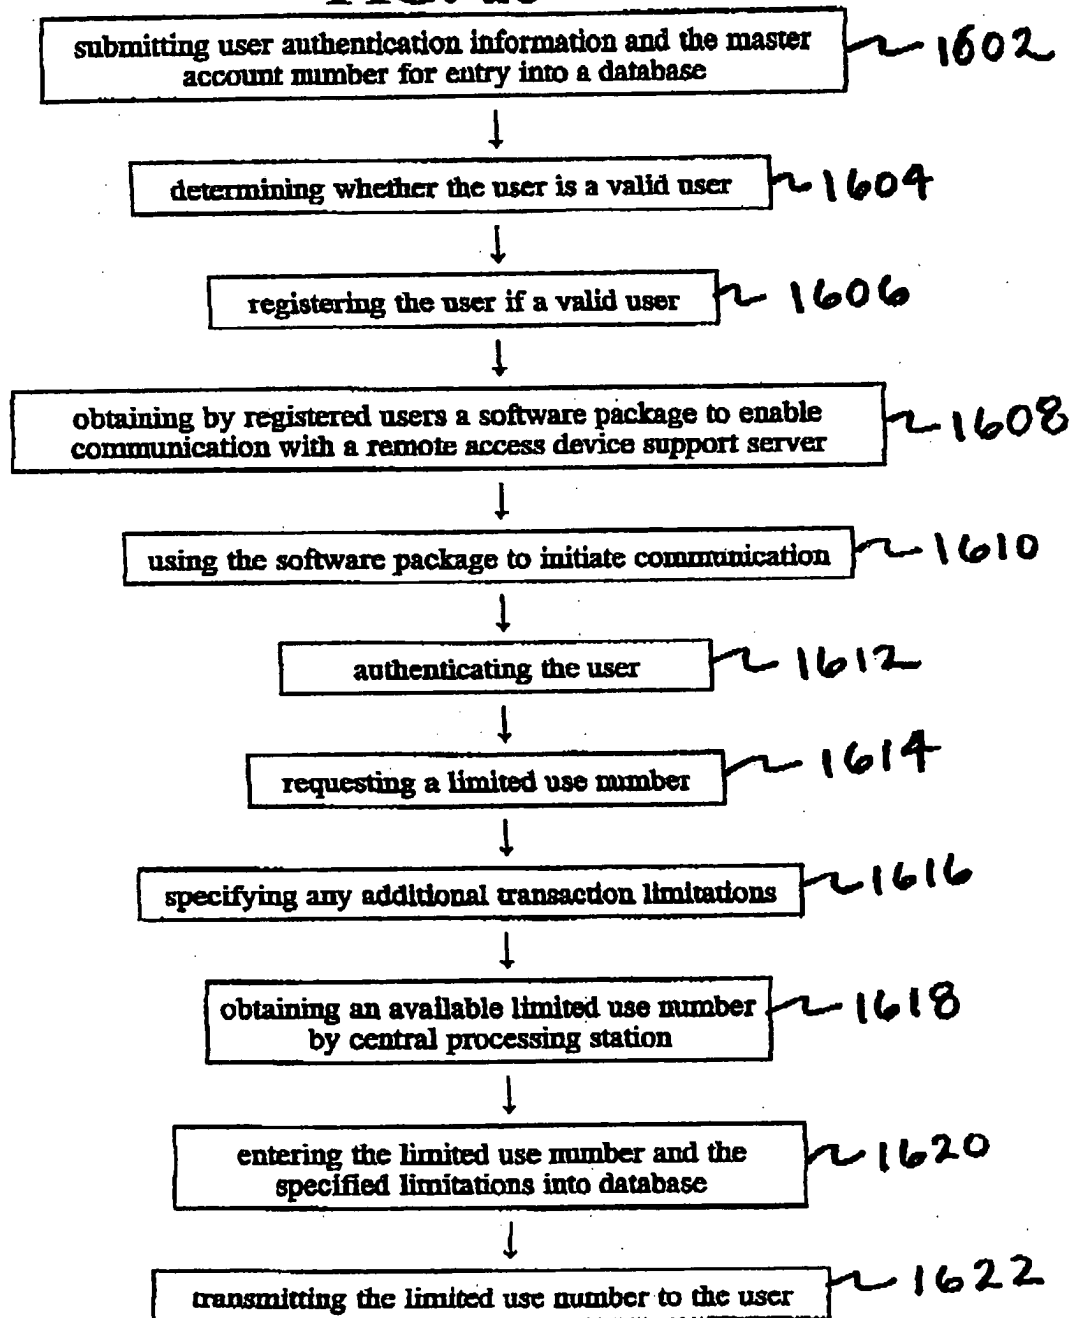 submitting user authentication information and the master
account number for entry into a database
1602
determining whether the user is a valid user
1604
registering the user if a valid user
1606
obtaining by registered users a software package to enable
communication with a remote access device support server
1608
using the software package to initiate communication
1610
authenticating the user
1612
requesting a limited use number
1614
specifying any additional transaction limitations
1616
obtaining an available limited use number
by central processing station
1618
entering the limited use number and the
specified limitations into database
1620
transmitting the limited use number to the user
1622